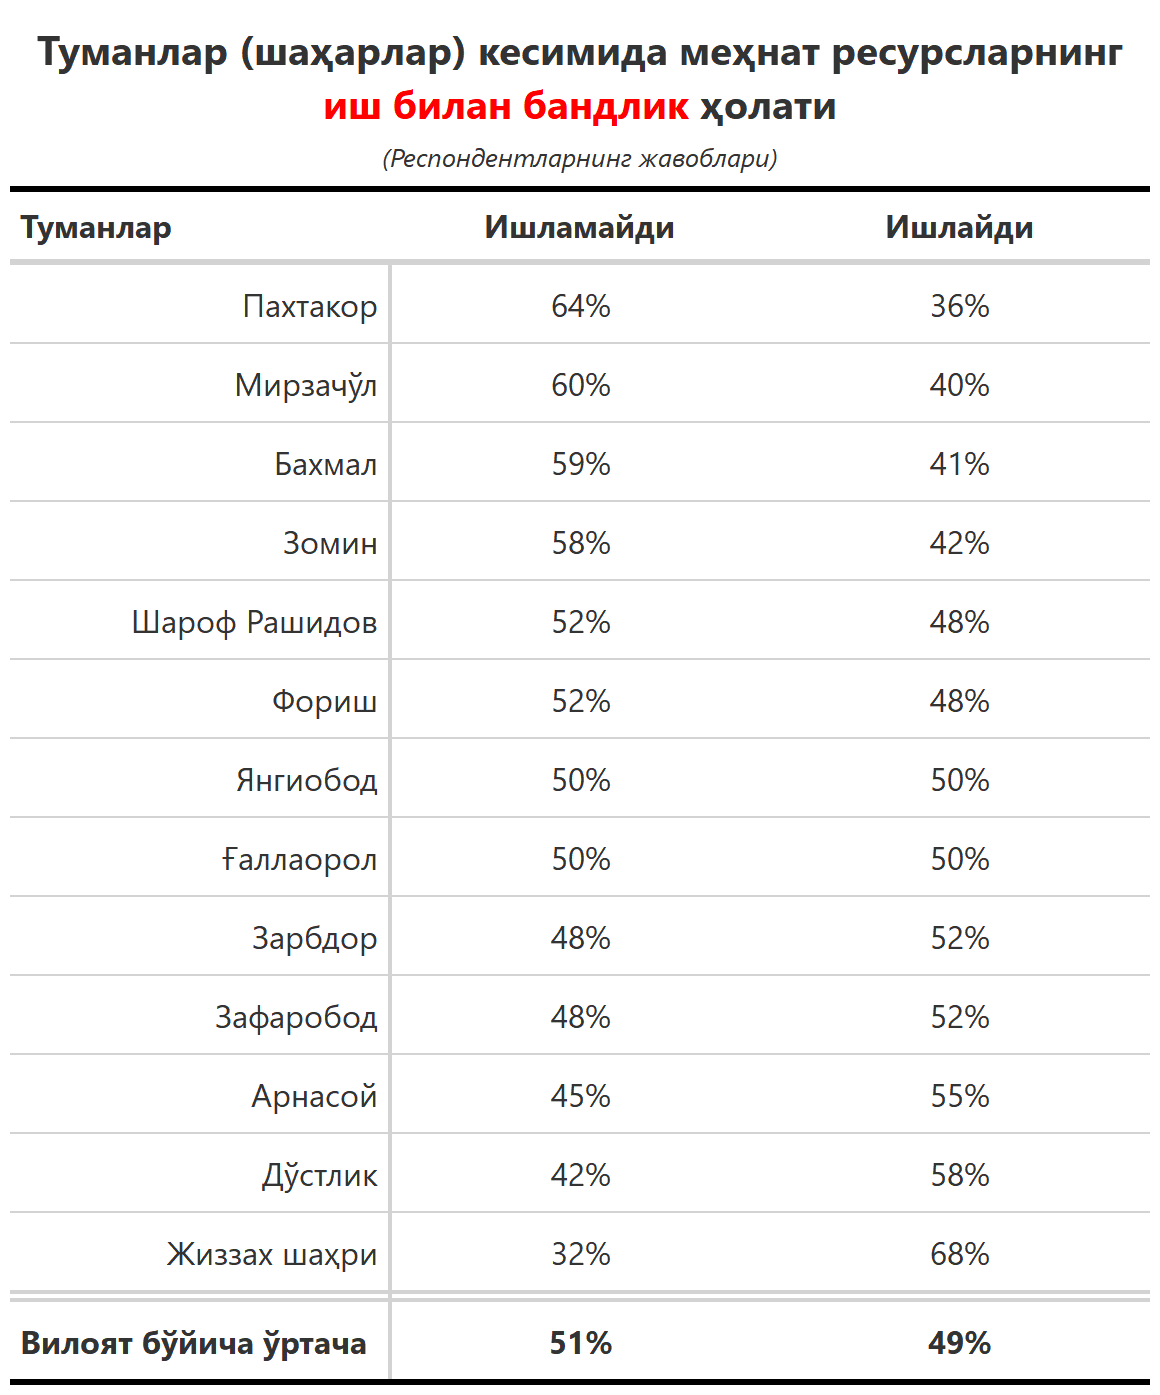 Туманлар (шаҳарлар) кесимида меҳнат ресурсларнинг
иш билан бандлик ҳолати
(Респондентларнинг жавоблари)
Туманлар Ишламайди Ишлайди
Пахтакор 64% 36%
Мирзачўл 60% 40%
Бахмал 59% 41%
Зомин 58% 42%
Шароф Рашидов 52% 48%
Фориш 52% 48%
Янгиобод 50% 50%
Ғаллаорол 50% 50%
Зарбдор 48% 52%
Зафаробод 48% 52%
Арнасой 45% 55%
Дўстлик 42% 58%
Жиззах шаҳри 32% 68%
Вилоят бўйича ўртача 51% 49%